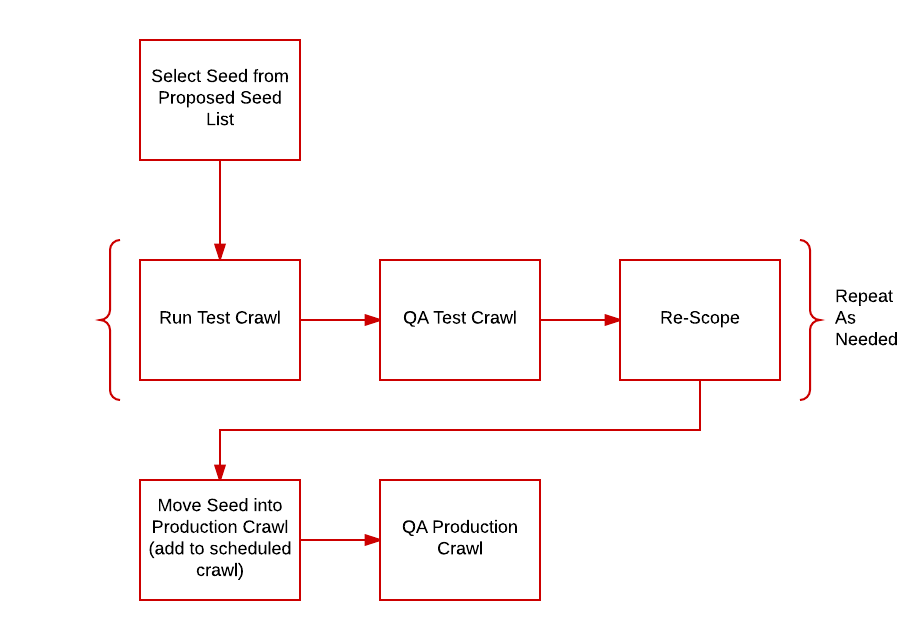 Select Seed from
Proposed Seed
List
Run Test Crawl
QA Test Crawl
Re-Scope
Repeat
As
Needed
Move Seed into
Production Crawl
(add to scheduled
crawl)
QA Production
Crawl